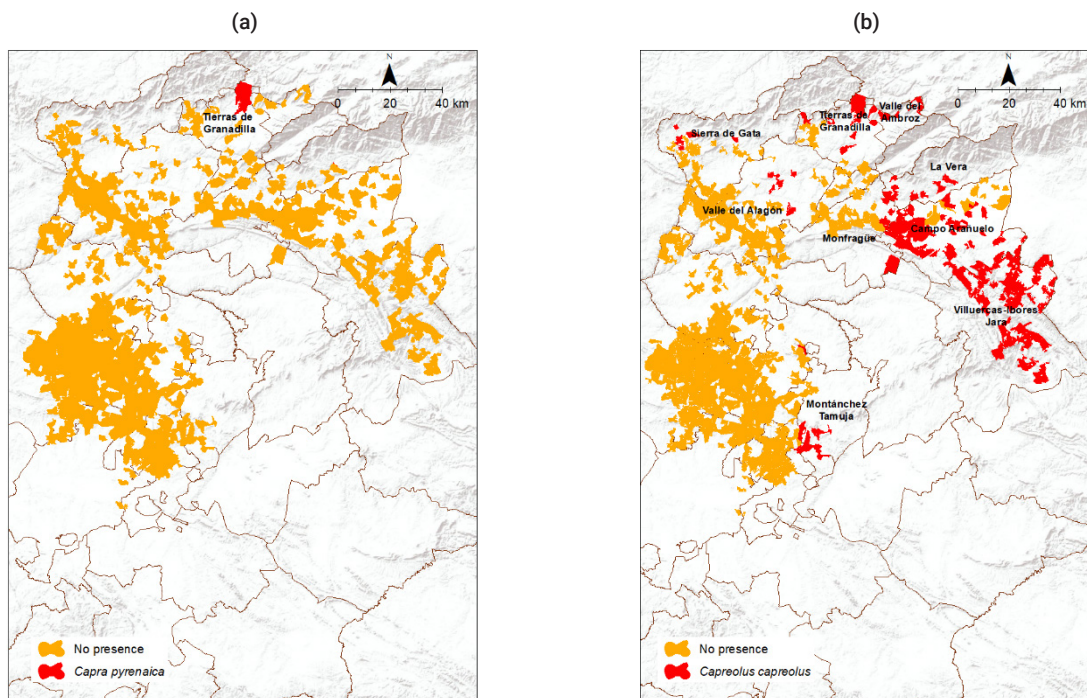 (a)
N
0 20 40 km
Tierras de
Granadilla
No presence
Capra pyrenaica
(b)
N
0 20 40 km
Valle del
Ambroz
Tierras de
Granadilla
Sierra de Gata
La Vera
Valle del Alagón
Campo Arañuelo
Monfragüe
Villuercas-Ibores
Jara
Montánchez
Tamuja
No presence
Capreolus capreolus